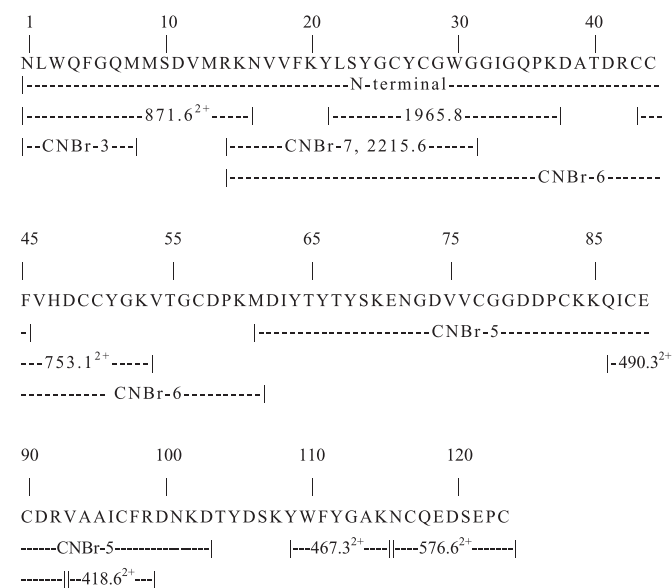 1 10 20 30 40
NLWQFGQMMSDVMRKNVVFKYLSYGCYCGWGGIGQPKDATDRCC
|-----------------------------------N-terminal-----------------------
|-------------871.6²⁺-----| |--------1965.8-----------| |---
|--CNBr-3---| |------CNBr-7, 2215.6------| 
|----------------------------------CNBr-6------
45 55 65 75 85
FVHDCCYGKVTGCDPKMDIYTYTYSKENGDVVCGGDDPCKKQICE
-|
---753.1²⁺-----| |-490.3²⁺
---------- CNBr-6----------|
|-------------------CNBr-5----------------
90 100 110 120
CDRVAAICFRDNKDTYDSKYWFYGAKNCQEDSEPC
-----CNBr-5--------------| |--467.3²⁺---||--576.6²⁺------|
-----||--418.6²⁺--|